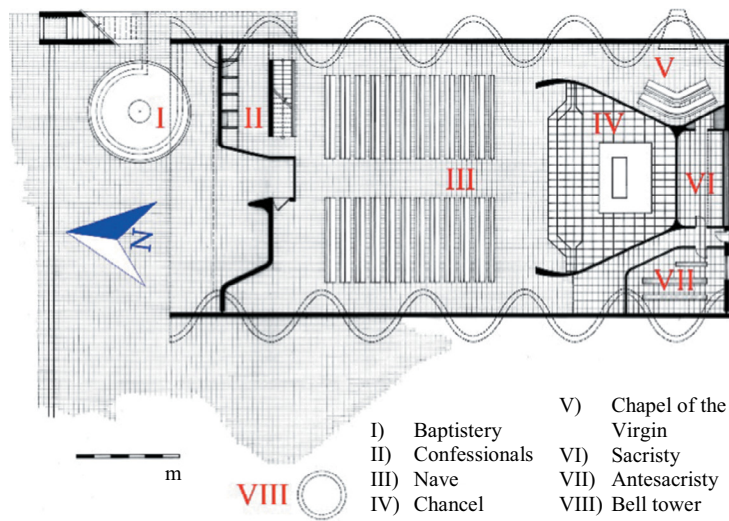 V
I
II
IV
III
VI
N
VII
m
VIII
I) Baptistery
II) Confessionals
III) Nave
IV) Chancel
V) Chapel of the
Virgin
VI) Sacristy
VII) Antesacristy
VIII) Bell tower